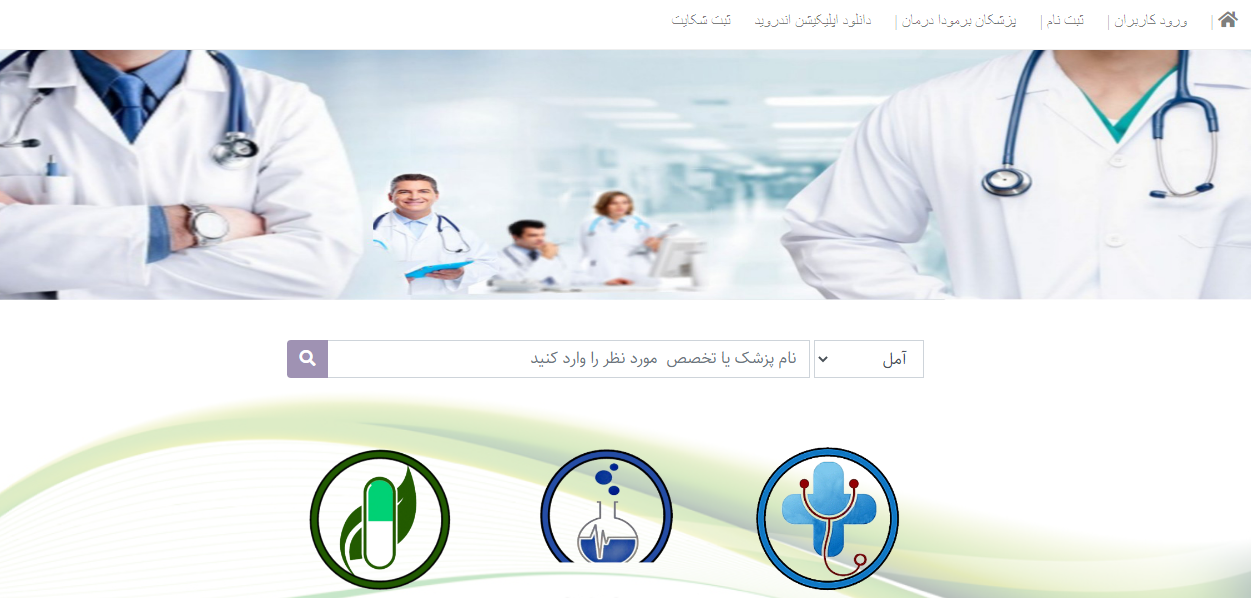 ورود کاربران | ثبت نام | پزشکان برمودا درمان | دانلود اپلیکیشن اندروید ثبت شکایت
آمل نام پزشک یا تخصص مورد نظر را وارد کنید